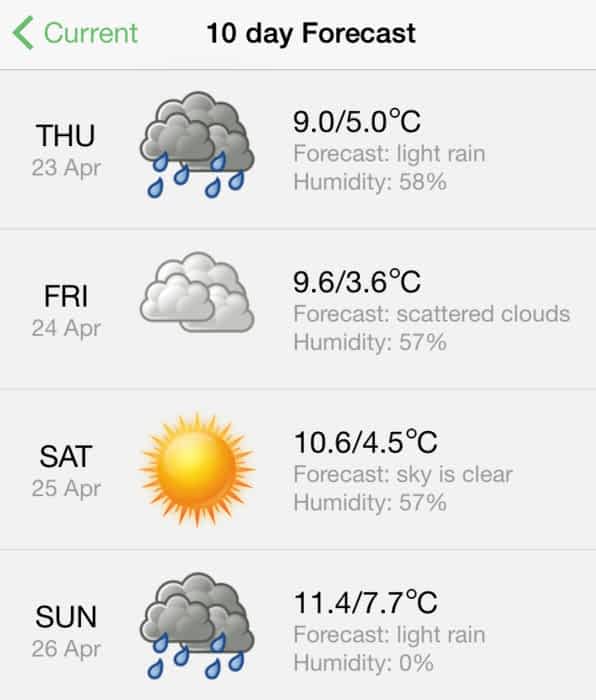 Current 10 day Forecast
THU
23 Apr
9.0/5.0°C
Forecast: light rain
Humidity: 58%
FRI
24 Apr
9.6/3.6°C
Forecast: scattered clouds
Humidity: 57%
SAT
25 Apr
10.6/4.5°C
Forecast: sky is clear
Humidity: 57%
SUN
26 Apr
11.4/7.7°C
Forecast: light rain
Humidity: 0%